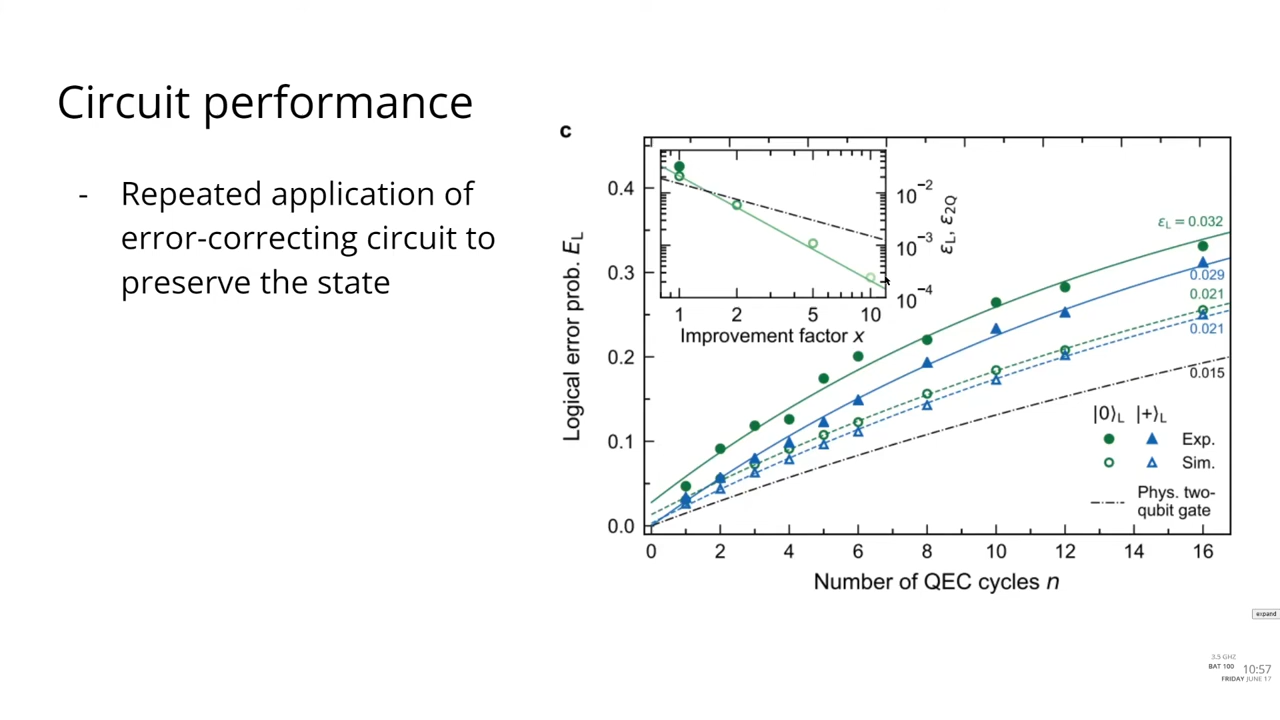 Circuit performance
- Repeated application of
error-correcting circuit to
preserve the state
c
Logical error prob. E_L
0.4
0.3
0.2
0.1
0.0
0 2 4 6 8 10 12 14 16
Number of QEC cycles n
10⁻²
10⁻³
10⁻⁴
ε_L, ε_2Q
1 2 5 10
Improvement factor x
ε_L = 0.032
0.029
0.021
0.021
0.015
|0⟩_L |+⟩_L
Exp.
Sim.
Phys. two-
qubit gate
expand
BAT 100
10:57
FRIDAY JUNE 17